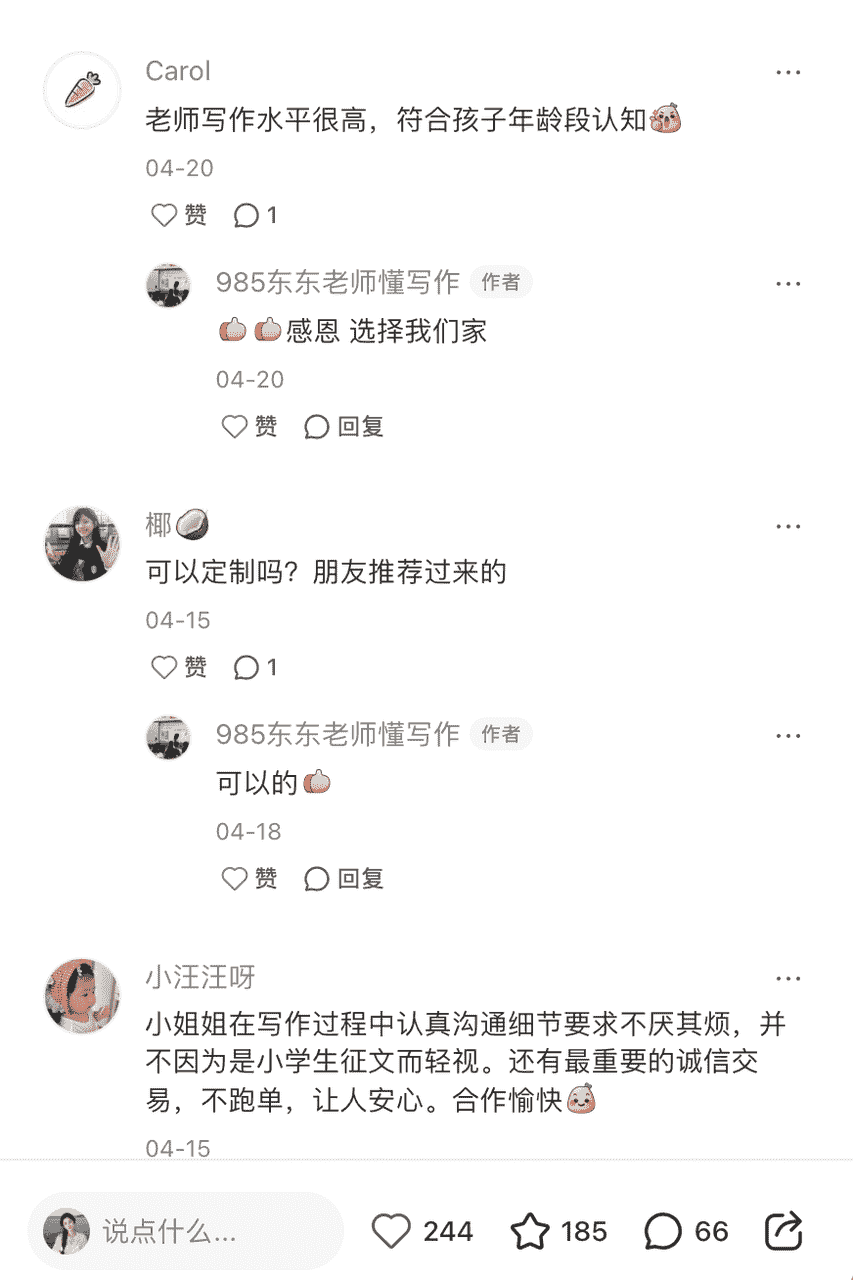 Carol
老师写作水平很高，符合孩子年龄段认知
04-20
赞 1
985东东老师懂写作 作者
感恩 选择我们家
04-20
赞 回复
椰
可以定制吗？朋友推荐过来的
04-15
赞 1
985东东老师懂写作 作者
可以的
04-18
赞 回复
小汪汪呀
小姐姐在写作过程中认真沟通细节要求不厌其烦，并
不因为是小学生征文而轻视。还有最重要的诚信交
易，不跑单，让人安心。合作愉快
04-15
说点什么... 244 185 66